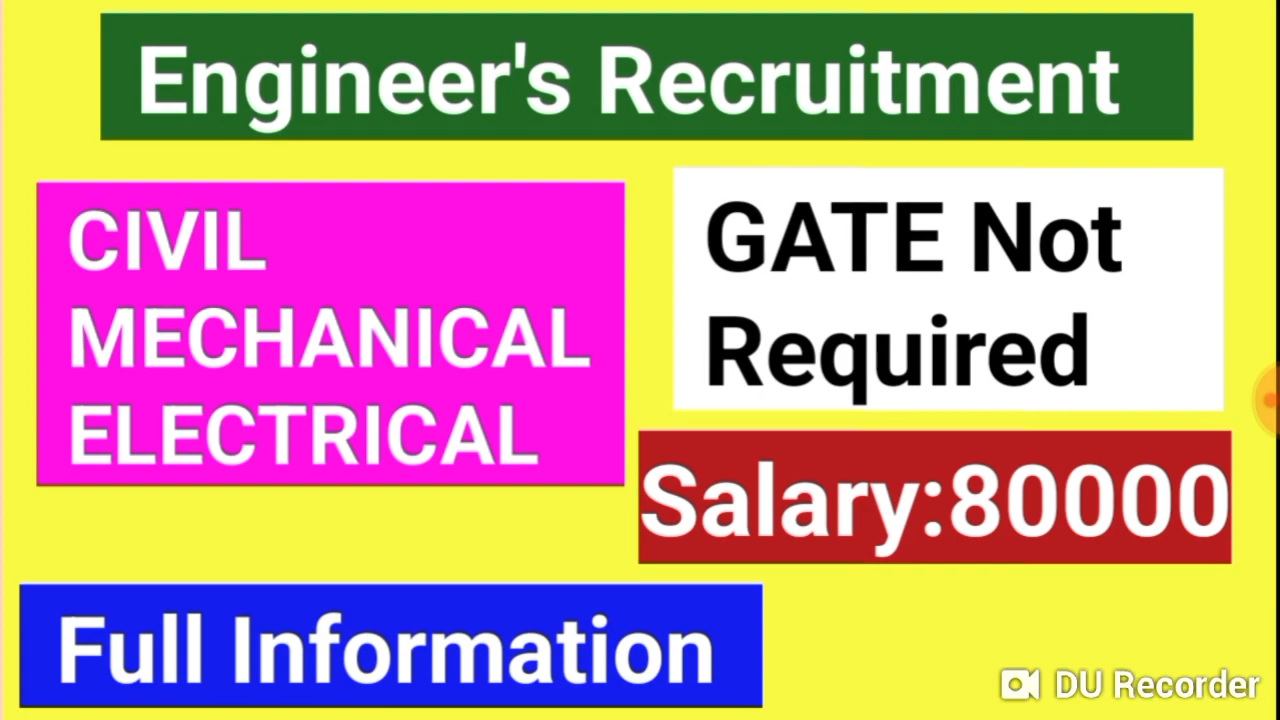 Engineer's Recruitment
CIVIL
MECHANICAL
ELECTRICAL
GATE Not
Required
Salary:80000
Full Information
DU Recorder